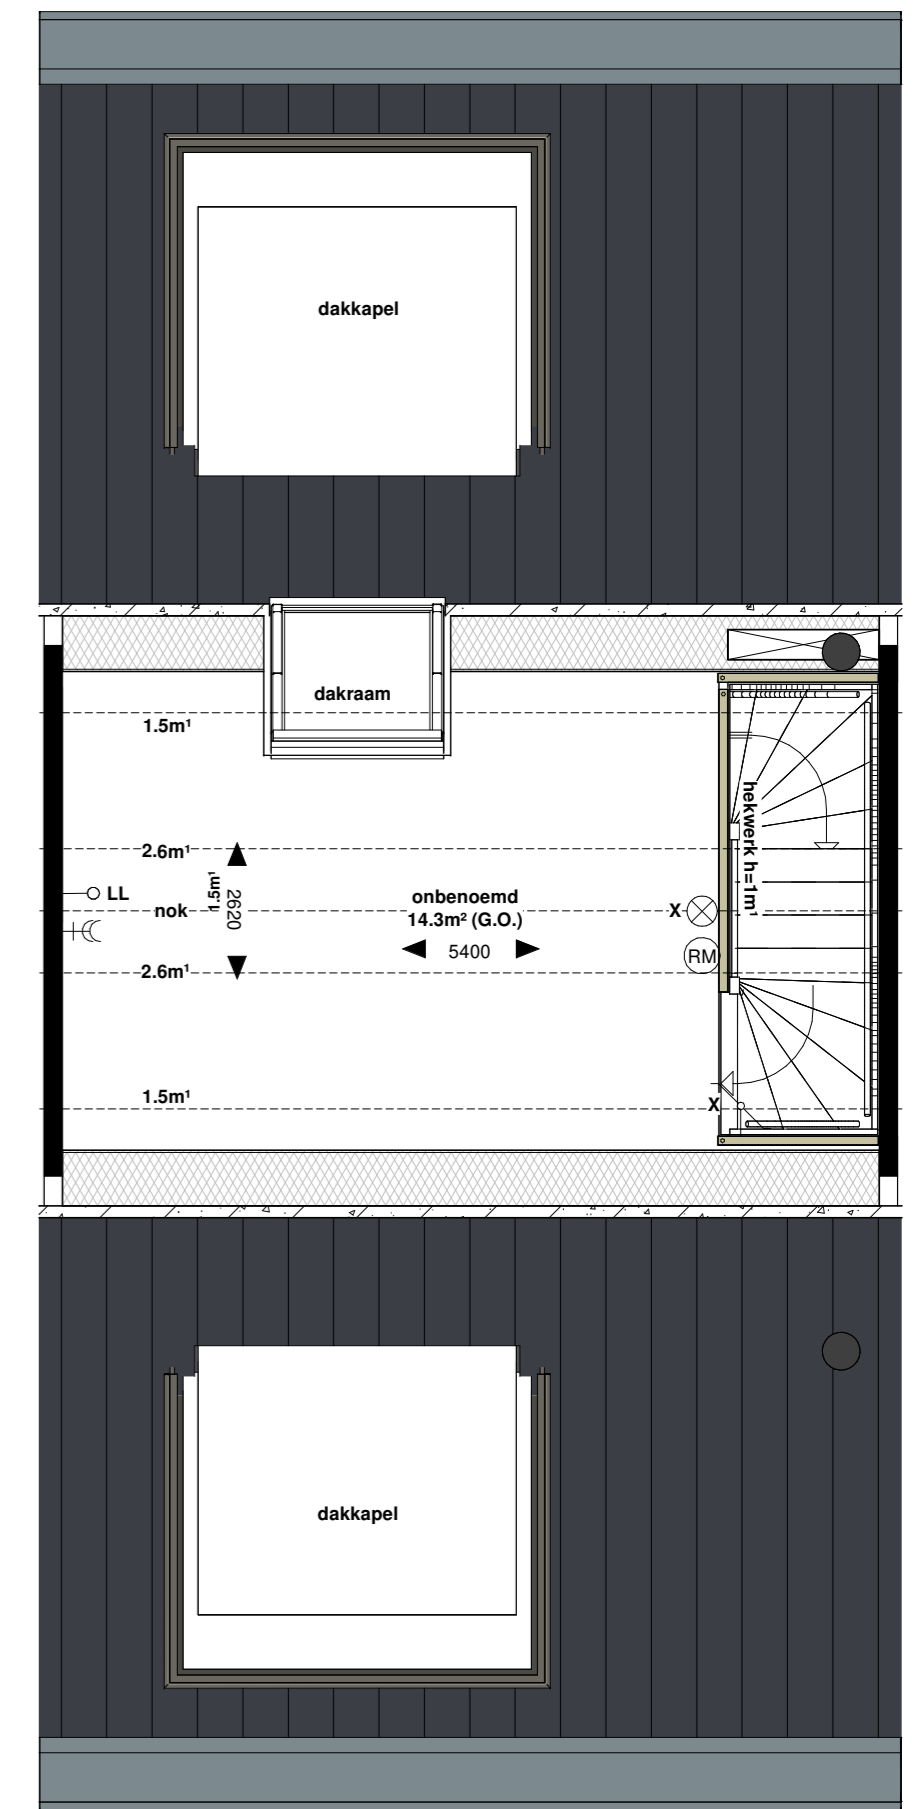 dakkapel
dakraam
1.5m¹
2.6m¹
LL
1.5m¹
2620
nok
onbenoemd
14.3m² (G.O.)
5400
X
RM
hekwerk h=1m¹
2.6m¹
1.5m¹
X
dakkapel